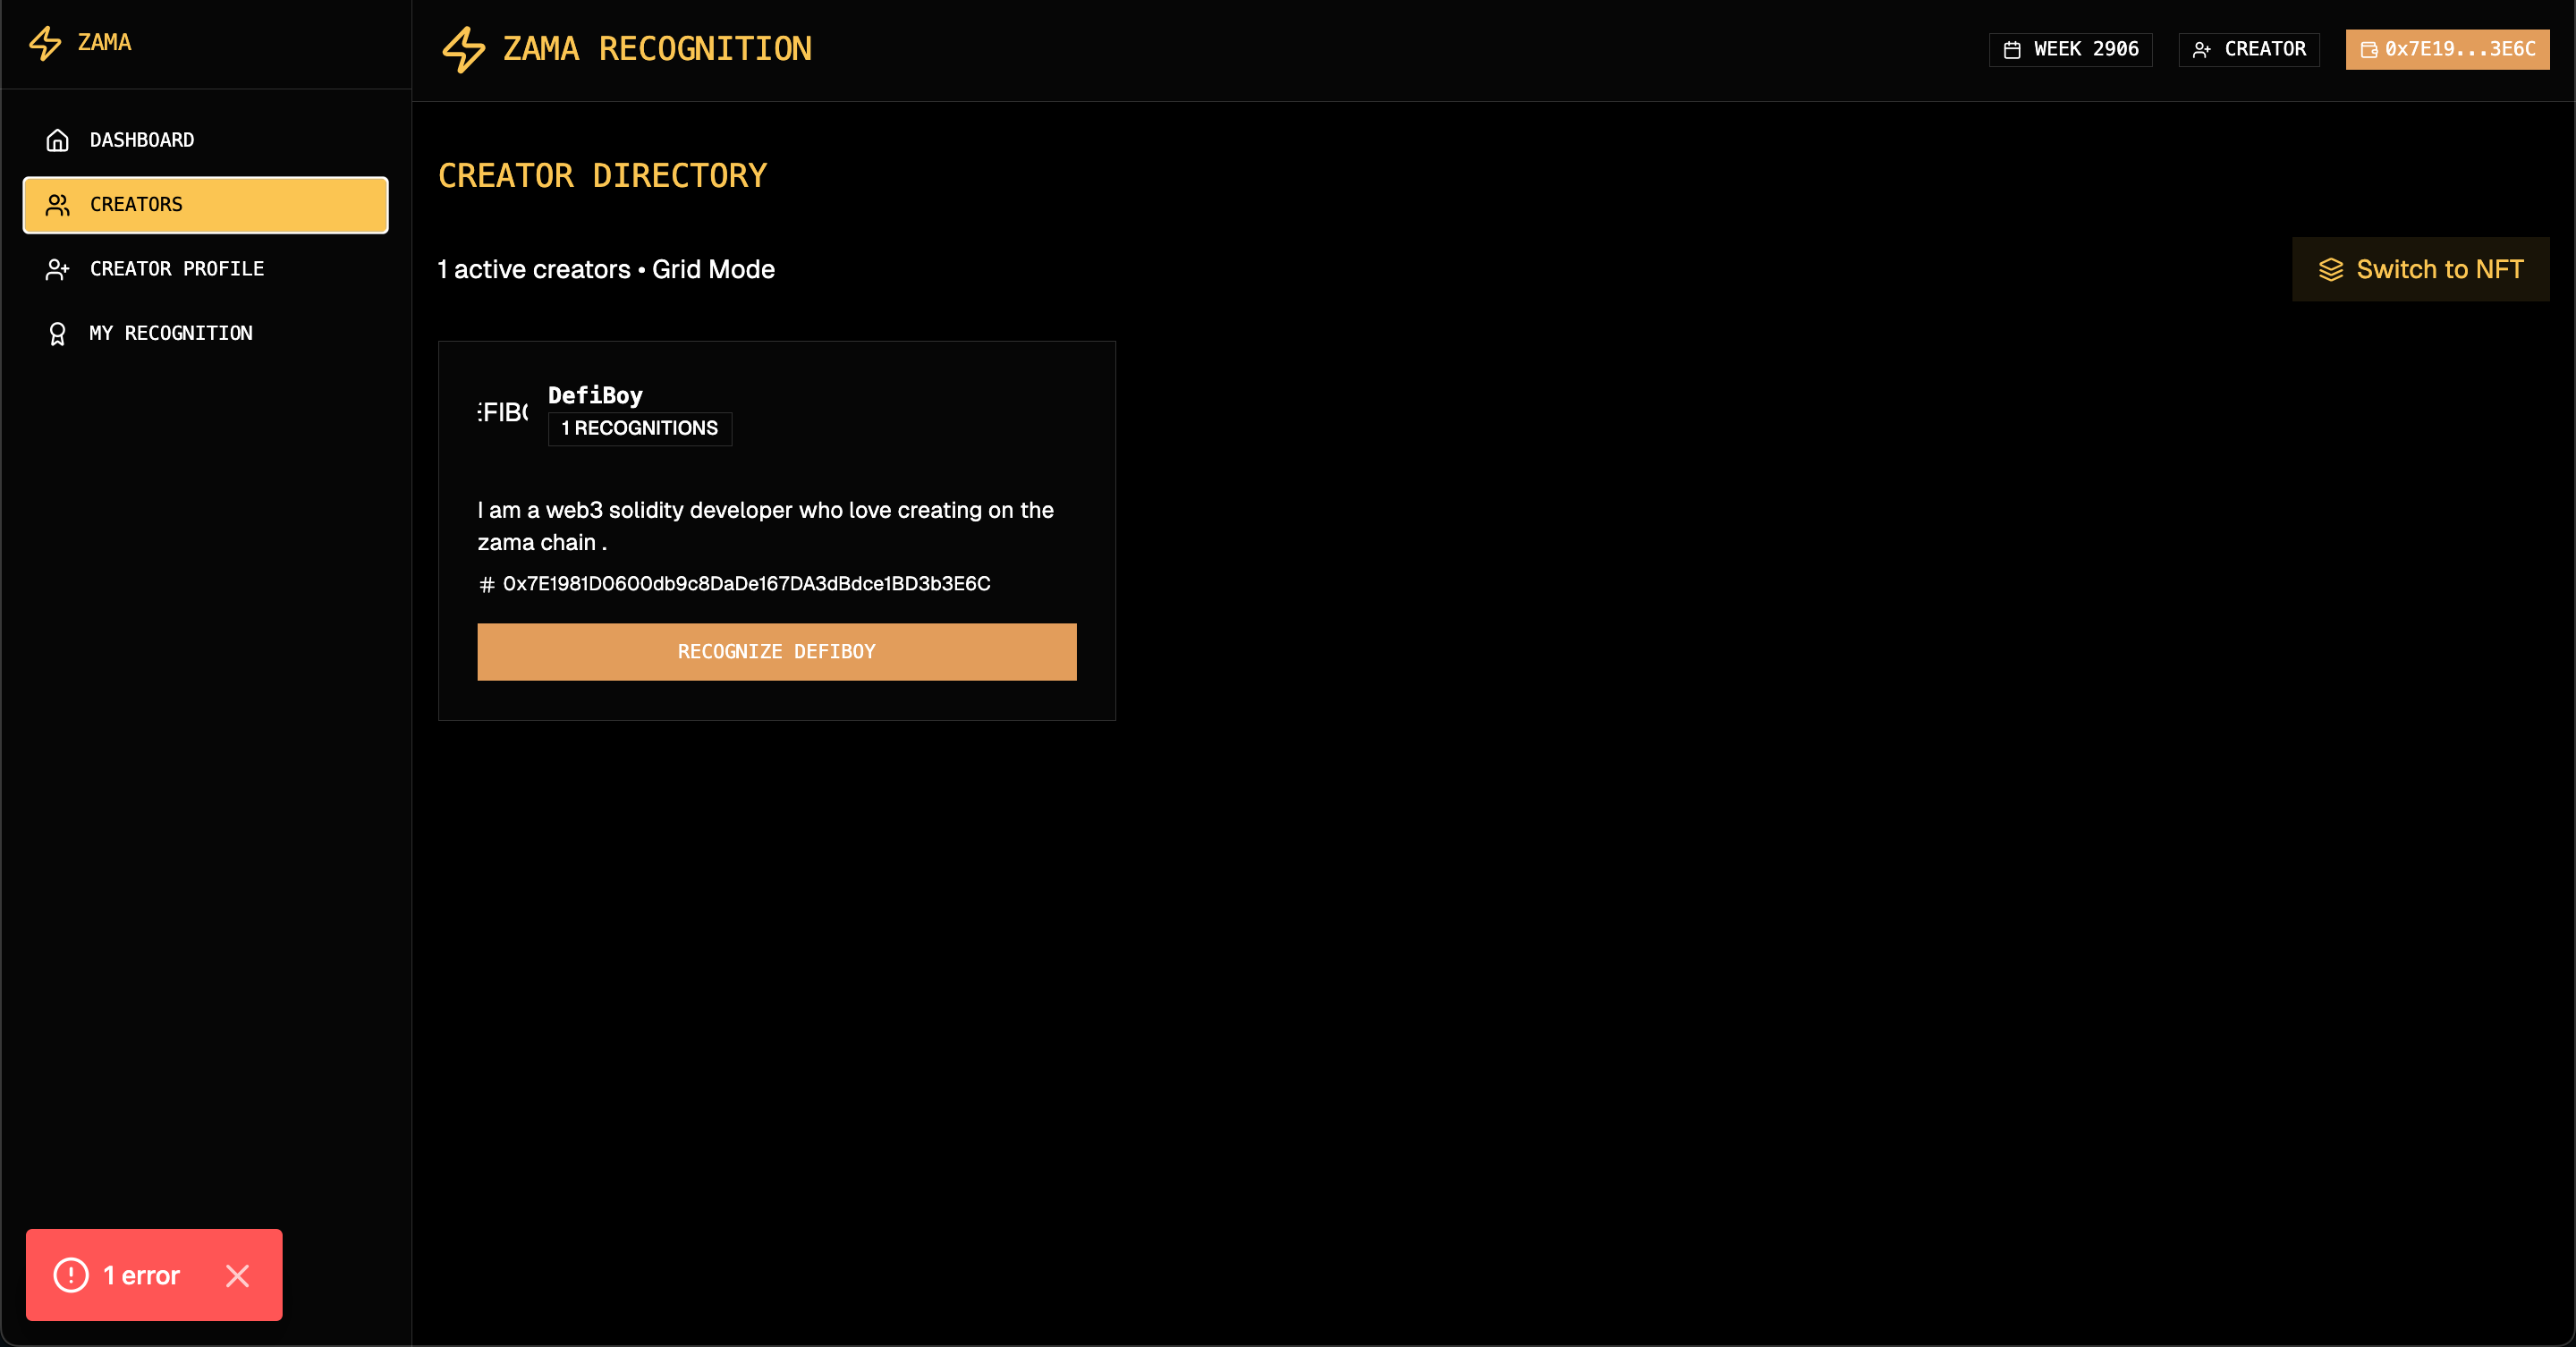 ZAMA
DASHBOARD
CREATORS
CREATOR PROFILE
MY RECOGNITION
1 error
ZAMA RECOGNITION
WEEK 2906
CREATOR
0x7E19...3E6C
CREATOR DIRECTORY
1 active creators • Grid Mode
Switch to NFT
EFIBO
DefiBoy
1 RECOGNITIONS
I am a web3 solidity developer who love creating on the
zama chain .
# 0x7E1981D0600db9c8DaDe167DA3dBdce1BD3b3E6C
RECOGNIZE DEFIBOY